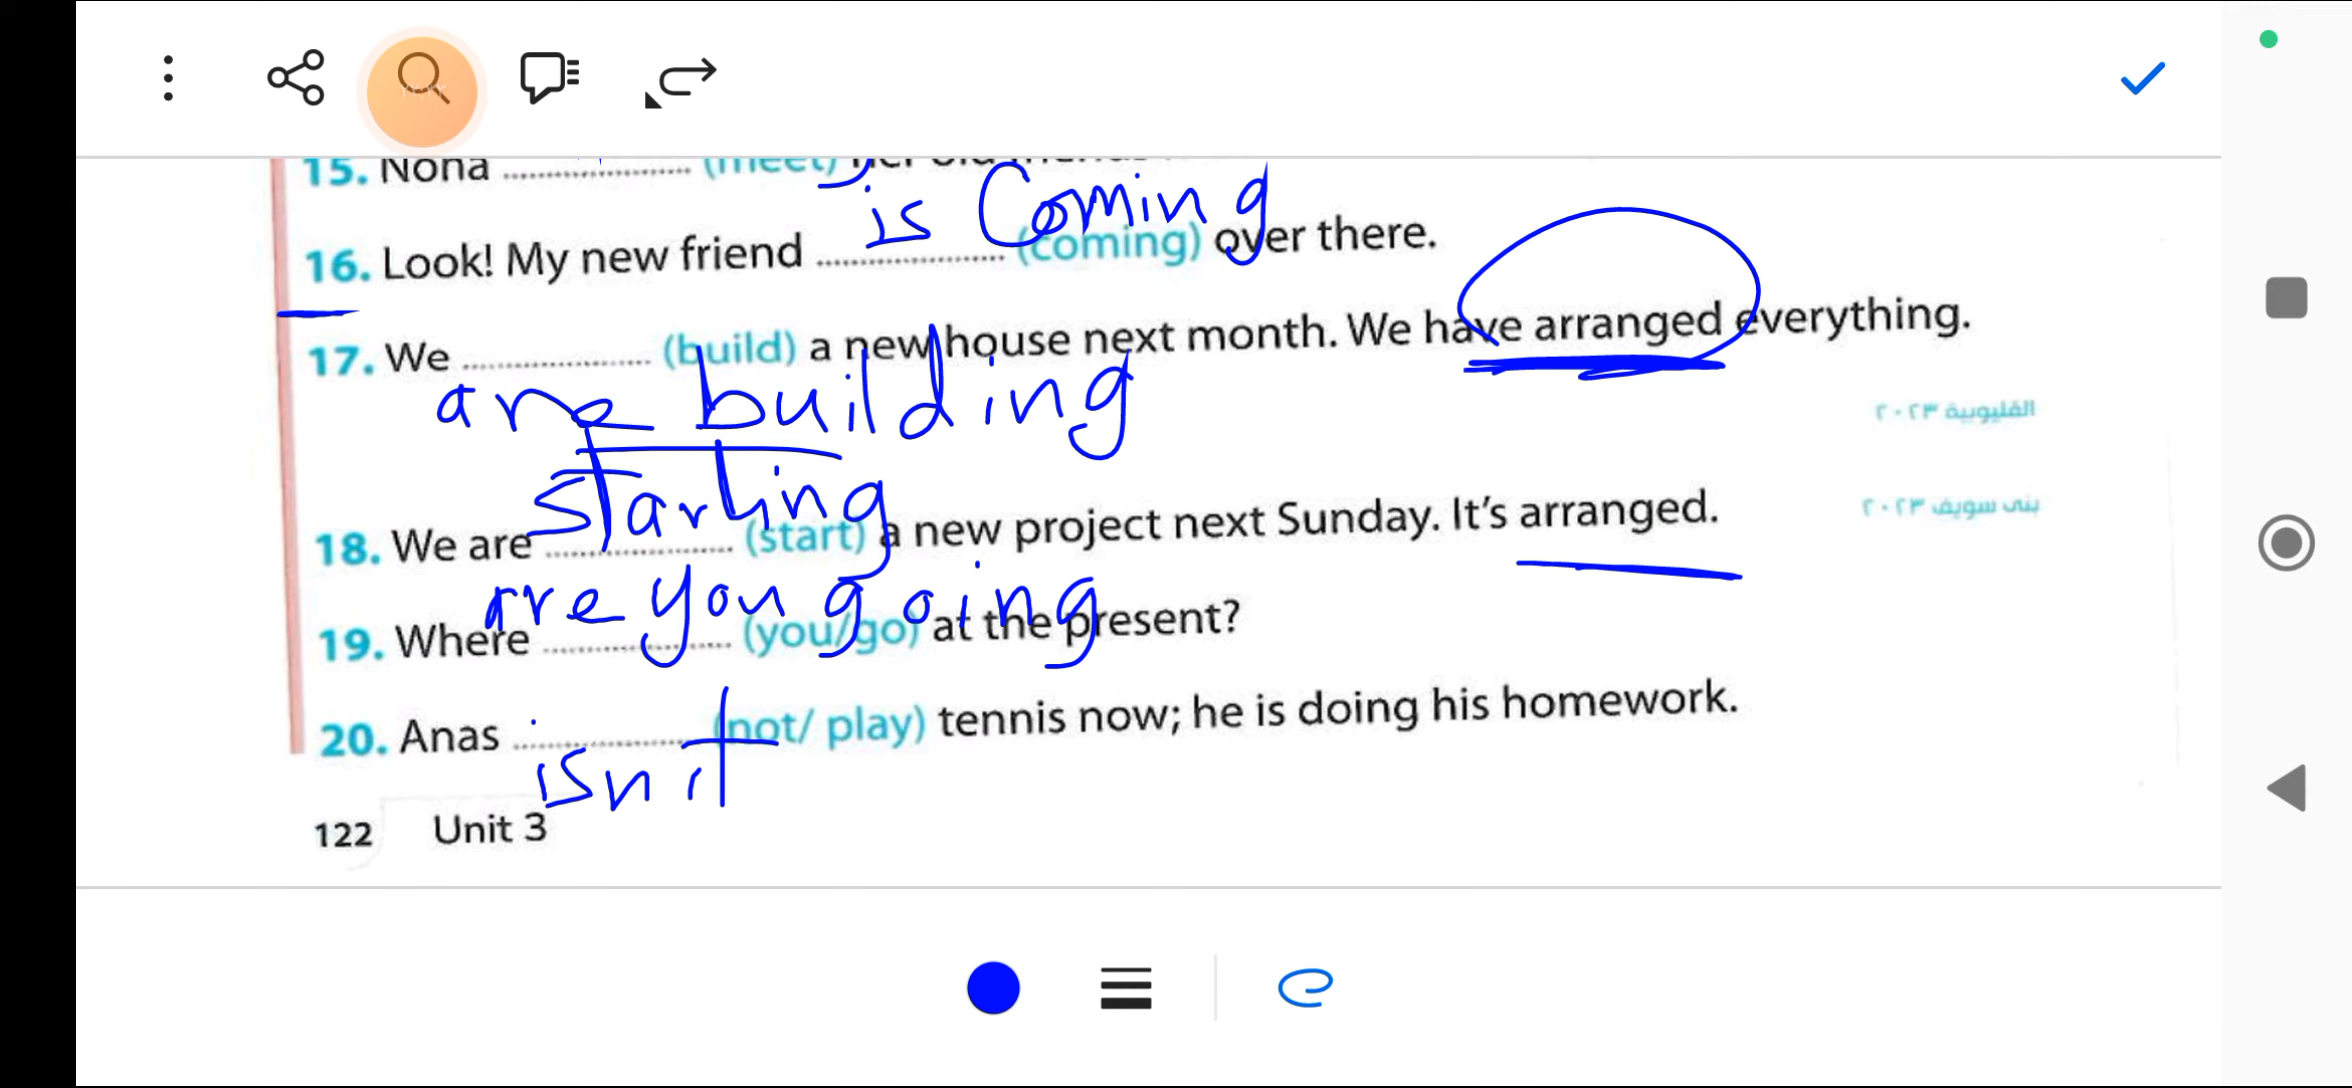 15. Nona .................... (meet) her old friends
is Coming
16. Look! My new friend .................... (coming) over there.
17. We .................... (build) a new house next month. We have arranged everything.
are building
القليوبية ٢٠٢٣
starting
18. We are .................... (start) a new project next Sunday. It's arranged.
بنى سويف ٢٠٢٣
are you going
19. Where .................... (you/go) at the present?
20. Anas .................... (not/ play) tennis now; he is doing his homework.
isn't
122 Unit 3